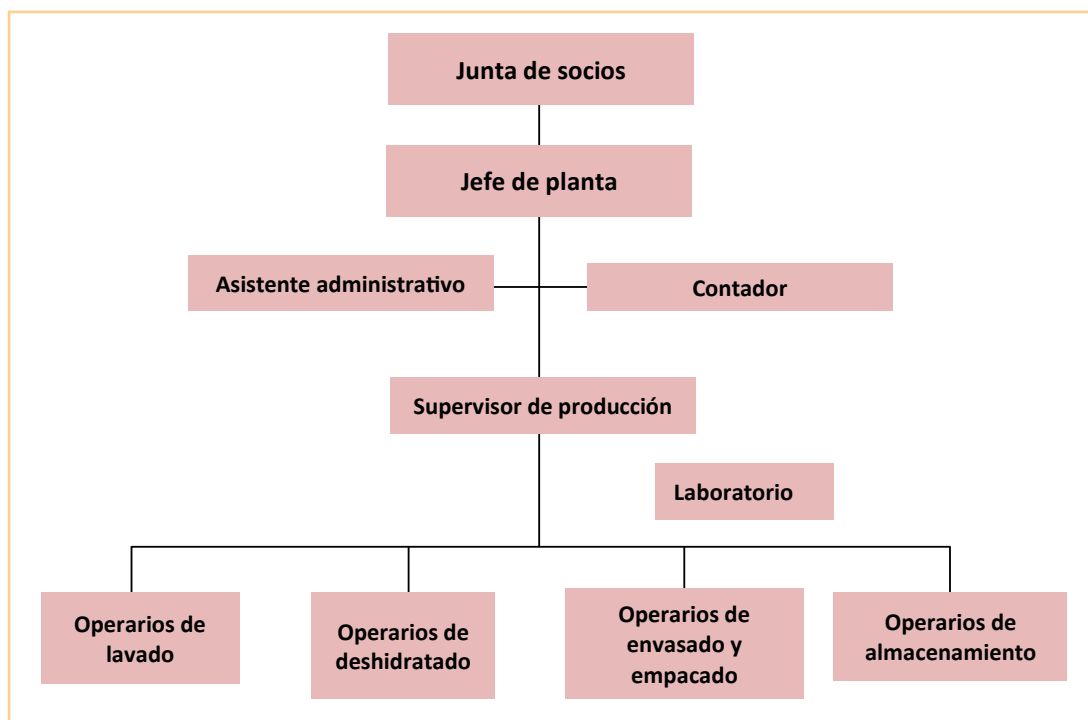 Junta de socios
Jefe de planta
Asistente administrativo
Contador
Supervisor de producción
Laboratorio
Operarios de
lavado
Operarios de
deshidratado
Operarios de
envasado y
empacado
Operarios de
almacenamiento